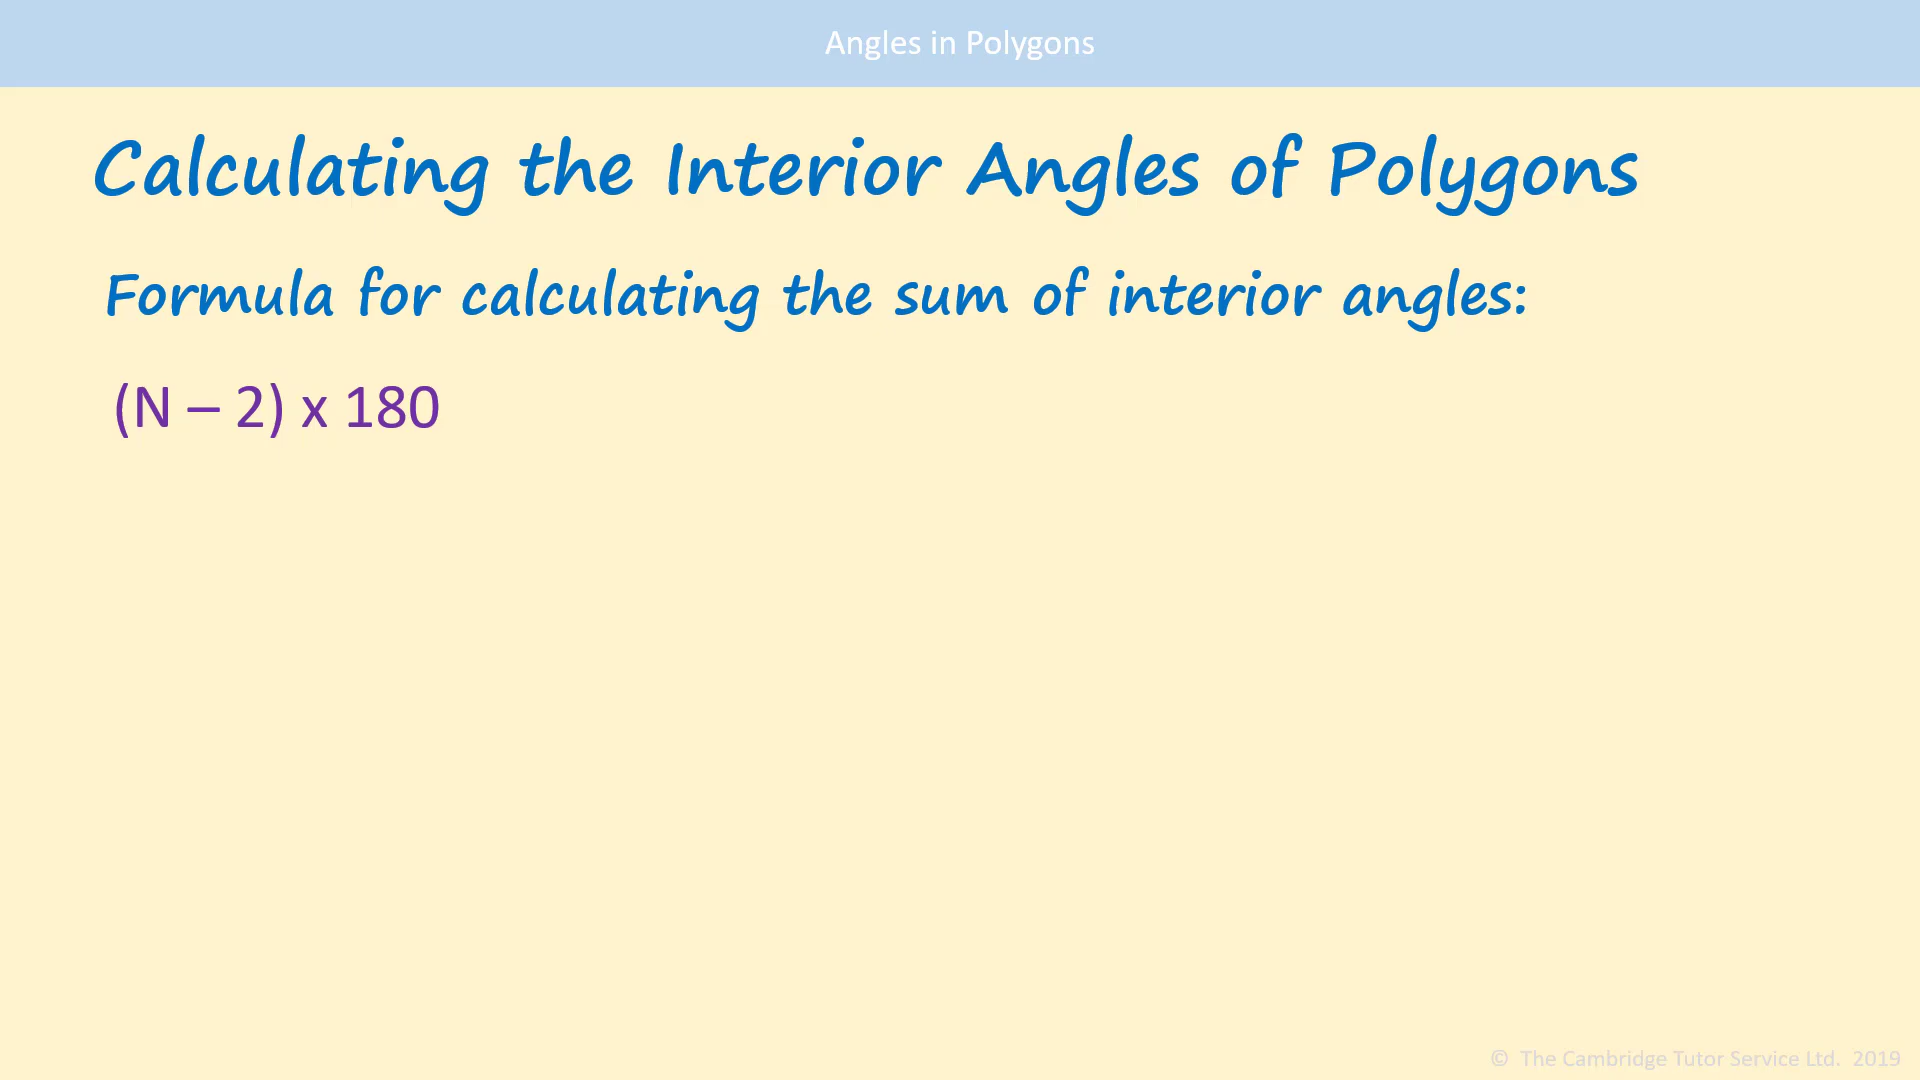 Angles in Polygons
Calculating the Interior Angles of Polygons
Formula for calculating the sum of interior angles:
(N – 2) x 180
© The Cambridge Tutor Service Ltd. 2019